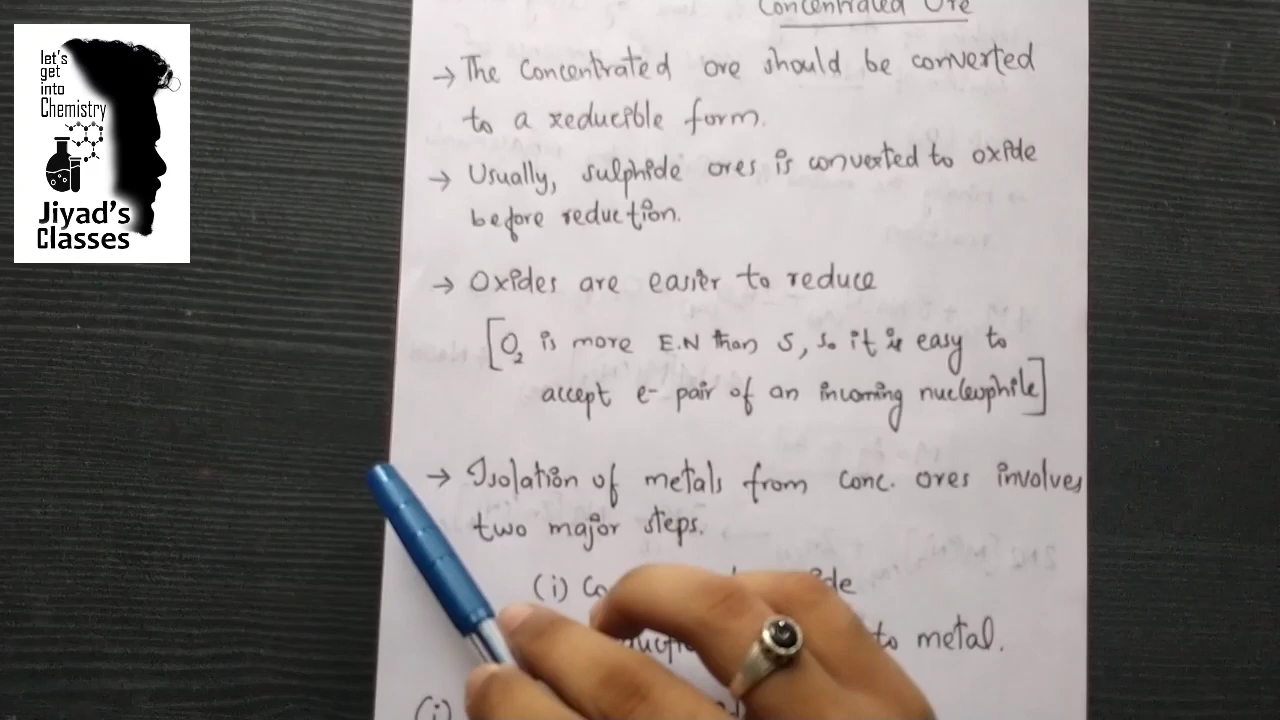 let's
get
into
Chemistry
Jiyad's
Classes
Concentrated Ore
→ The Concentrated ore should be converted
to a reducible form.
→ Usually, sulphide ores is converted to oxide
before reduction.
→ Oxides are easier to reduce
[O2 is more E.N than S, so it is easy to
accept e- pair of an incoming nucleophile]
→ Isolation of metals from conc. ores involves
two major steps.
(i)
to metal.
(i)